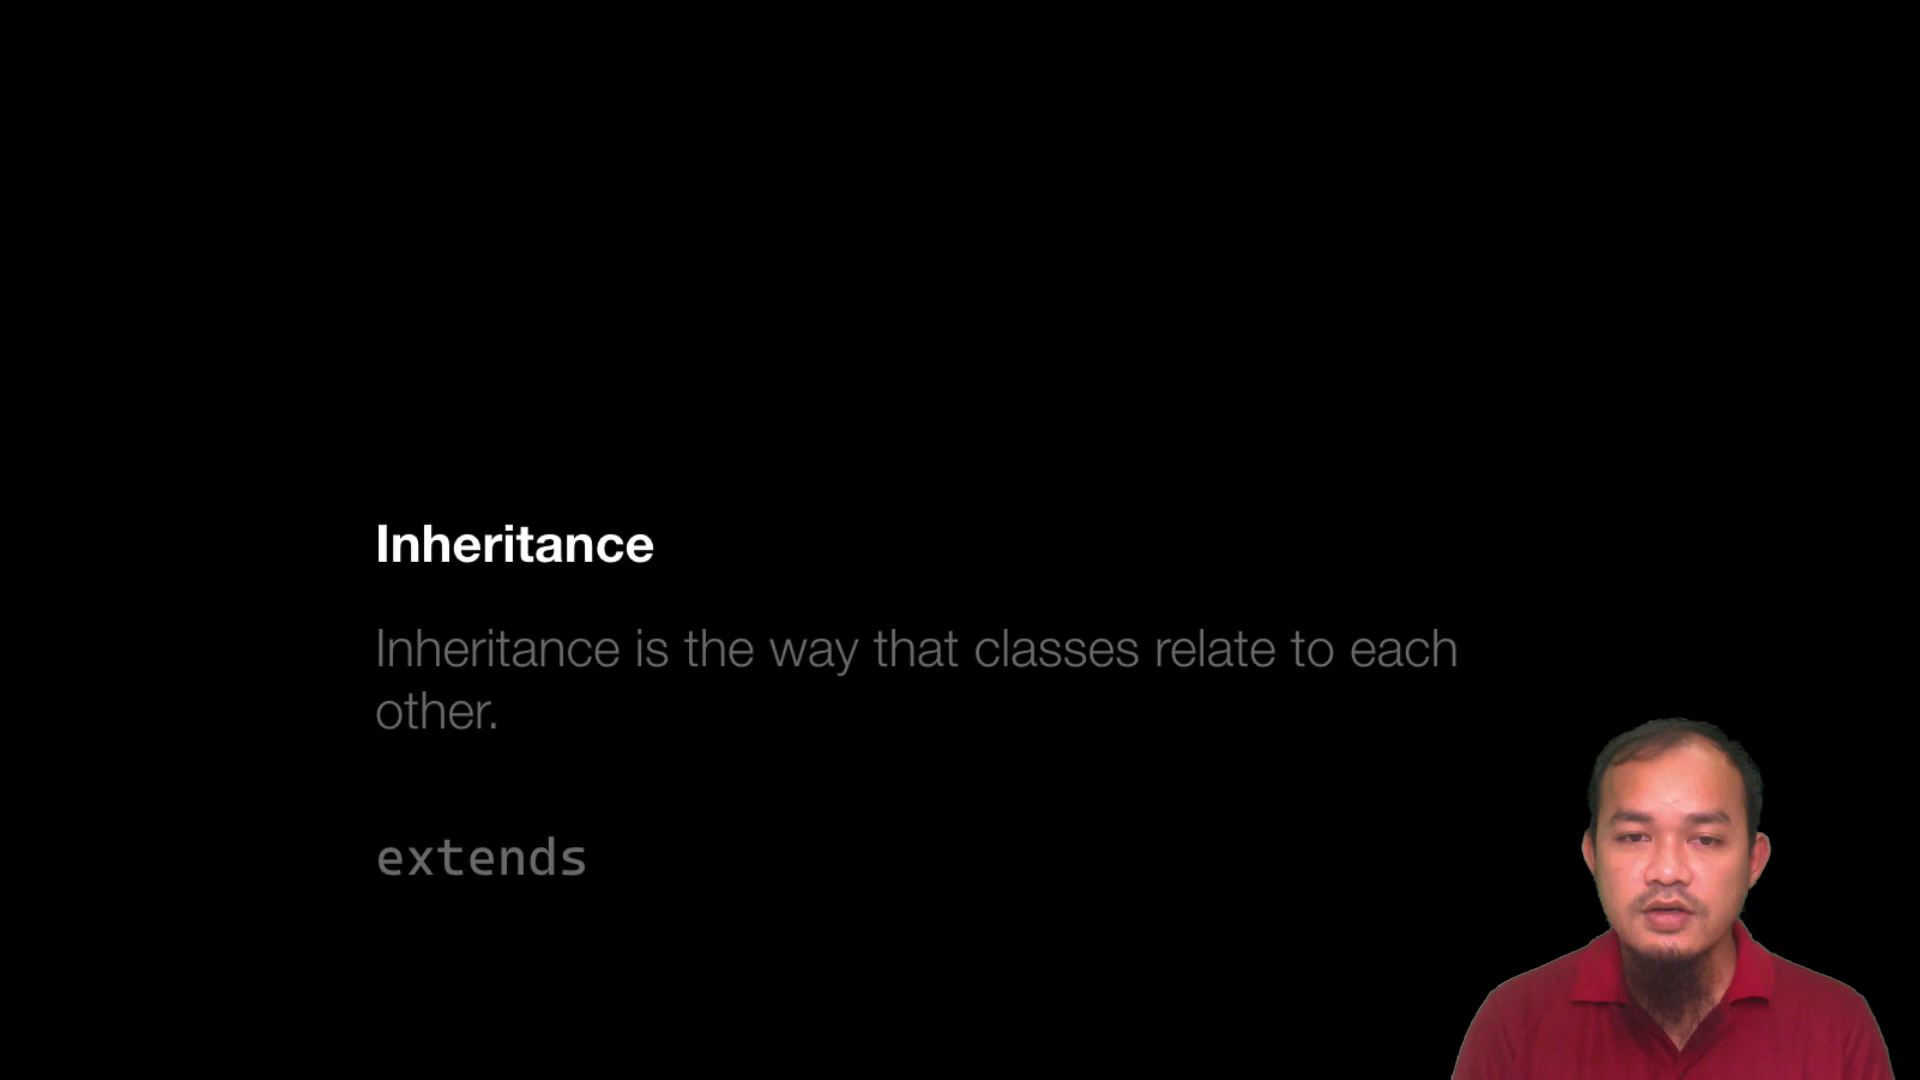 Inheritance
Inheritance is the way that classes relate to each
other.
extends